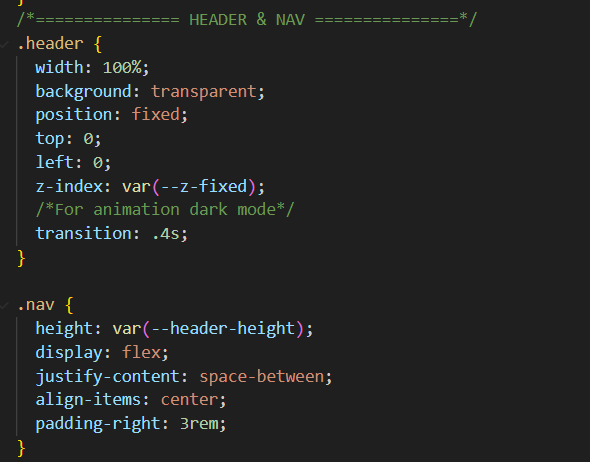 }
/*=============== HEADER & NAV ===============*/
.header {
  width: 100%;
  background: transparent;
  position: fixed;
  top: 0;
  left: 0;
  z-index: var(--z-fixed);
  /*For animation dark mode*/
  transition: .4s;
}

.nav {
  height: var(--header-height);
  display: flex;
  justify-content: space-between;
  align-items: center;
  padding-right: 3rem;
}